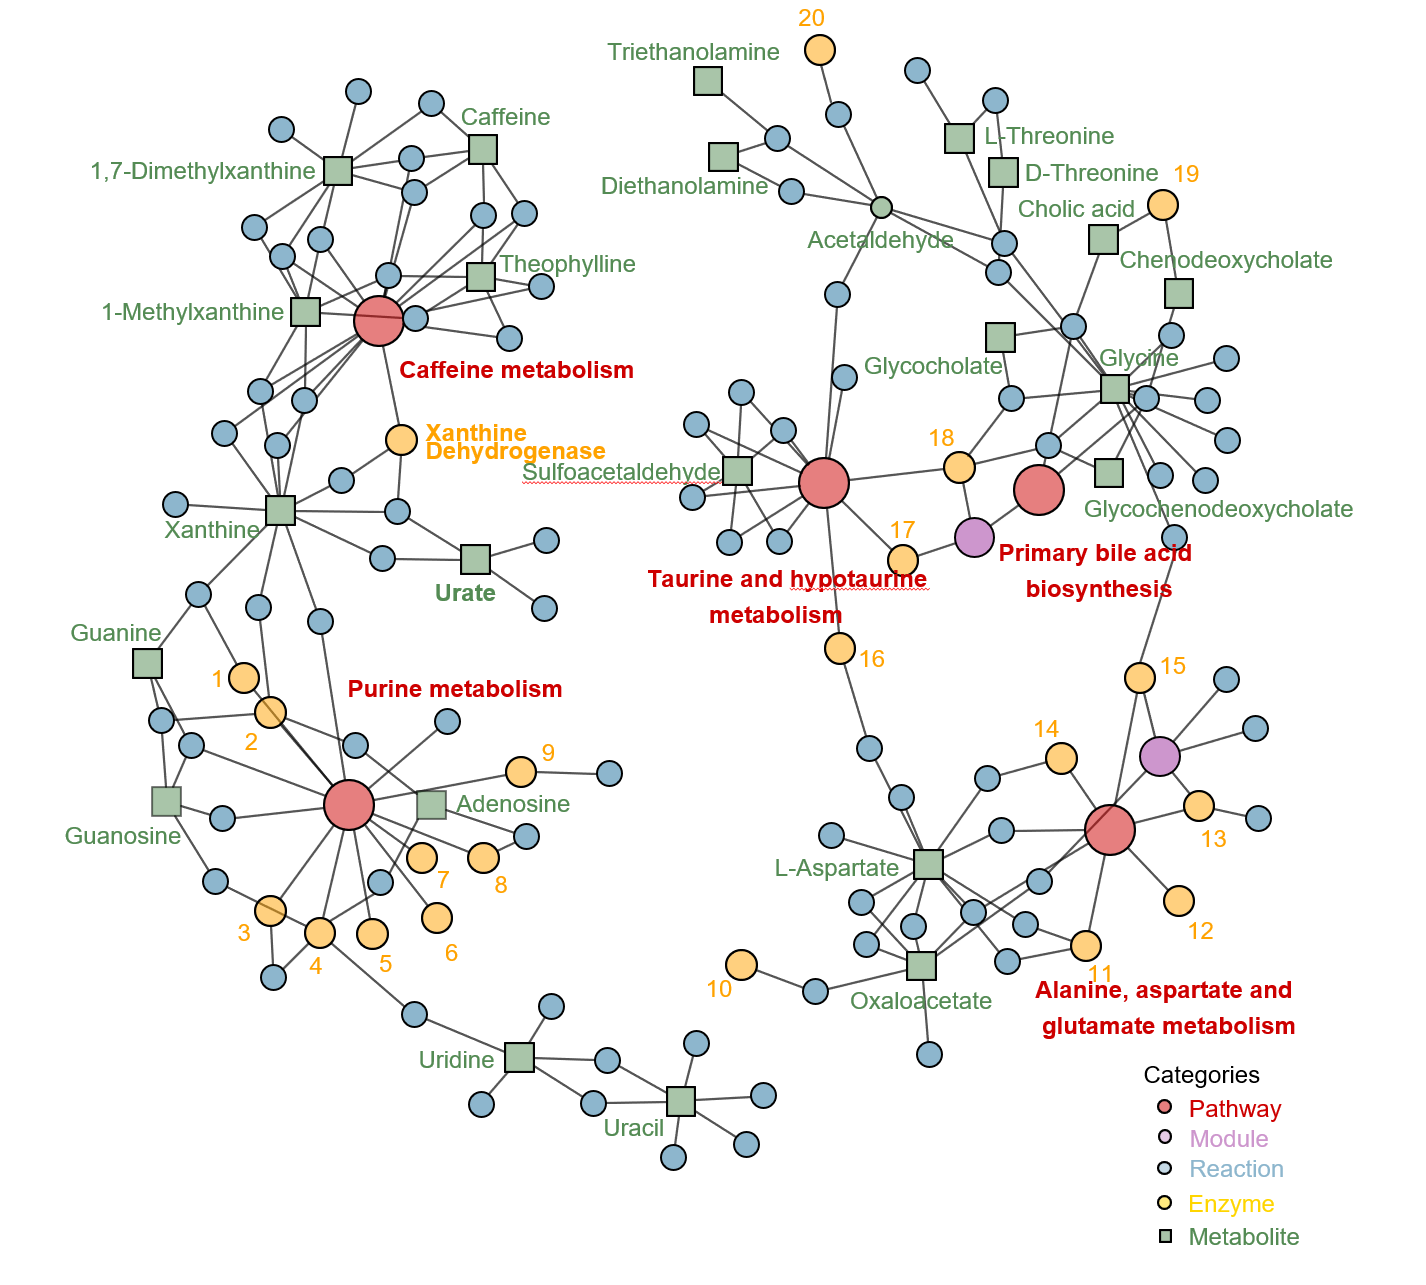 20
Triethanolamine
Caffeine
L-Threonine
1,7-Dimethylxanthine
D-Threonine
19
Diethanolamine
Cholic acid
Acetaldehyde
Theophylline
Chenodeoxycholate
1-Methylxanthine
Glycine
Glycocholate
Caffeine metabolism
Xanthine
Dehydrogenase
18
Sulfoacetaldehyde
Glycochenodeoxycholate
Xanthine
17
Primary bile acid
biosynthesis
Taurine and hypotaurine
metabolism
Urate
Guanine
16
15
1
Purine metabolism
2
14
9
Adenosine
Guanosine
13
L-Aspartate
7
8
12
3
4
5
6
11
10
Oxaloacetate
Alanine, aspartate and
glutamate metabolism
Uridine
Uracil
Categories
Pathway
Module
Reaction
Enzyme
Metabolite